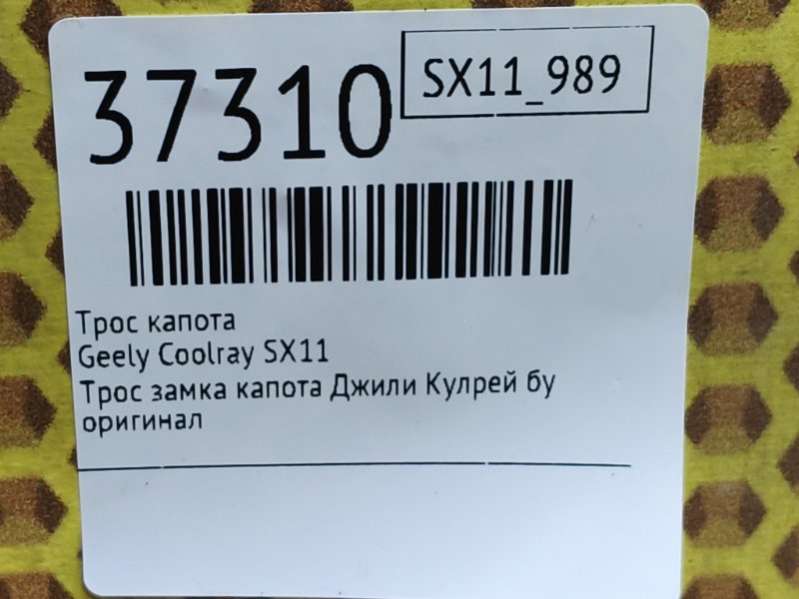 37310
SX11_989
Трос капота
Geely Coolray SX11
Трос замка капота Джили Кулрей бу
оригинал